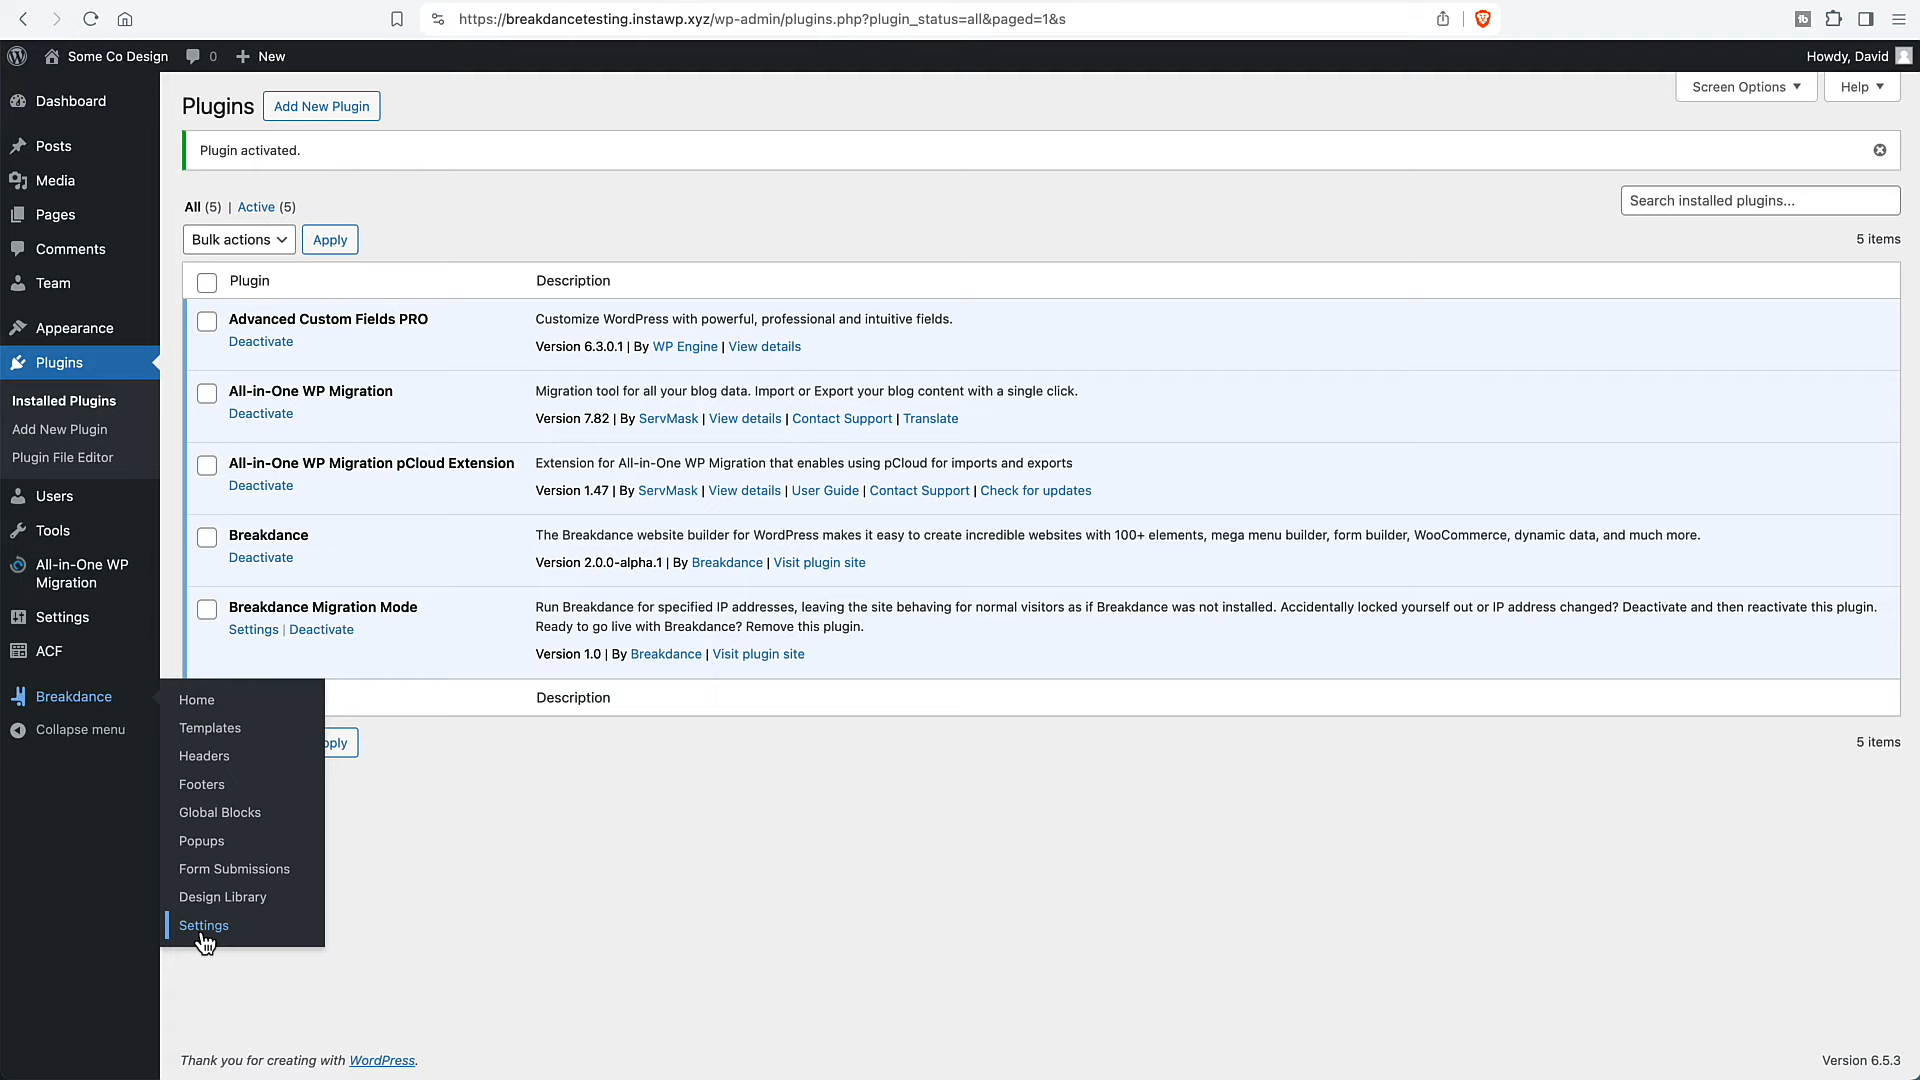 https://breakdancetesting.instawp.xyz/wp-admin/plugins.php?plugin_status=all&paged=1&s
Some Co Design
0
New
Howdy, David
Dashboard
Posts
Media
Pages
Comments
Team
Appearance
Plugins
Installed Plugins
Add New Plugin
Plugin File Editor
Users
Tools
All-in-One WP
Migration
Settings
ACF
Breakdance
Collapse menu
Home
Templates
Headers
Footers
Global Blocks
Popups
Form Submissions
Design Library
Settings
Plugins
Add New Plugin
Screen Options
Help
Plugin activated.
All (5) | Active (5)
Search installed plugins...
Bulk actions
Apply
5 items
Plugin
Description
Advanced Custom Fields PRO
Deactivate
Customize WordPress with powerful, professional and intuitive fields.
Version 6.3.0.1 | By WP Engine | View details
All-in-One WP Migration
Deactivate
Migration tool for all your blog data. Import or Export your blog content with a single click.
Version 7.82 | By ServMask | View details | Contact Support | Translate
All-in-One WP Migration pCloud Extension
Deactivate
Extension for All-in-One WP Migration that enables using pCloud for imports and exports
Version 1.47 | By ServMask | View details | User Guide | Contact Support | Check for updates
Breakdance
Deactivate
The Breakdance website builder for WordPress makes it easy to create incredible websites with 100+ elements, mega menu builder, form builder, WooCommerce, dynamic data, and much more.
Version 2.0.0-alpha.1 | By Breakdance | Visit plugin site
Breakdance Migration Mode
Settings | Deactivate
Run Breakdance for specified IP addresses, leaving the site behaving for normal visitors as if Breakdance was not installed. Accidentally locked yourself out or IP address changed? Deactivate and then reactivate this plugin.
Ready to go live with Breakdance? Remove this plugin.
Version 1.0 | By Breakdance | Visit plugin site
Description
pply
5 items
Thank you for creating with WordPress.
Version 6.5.3